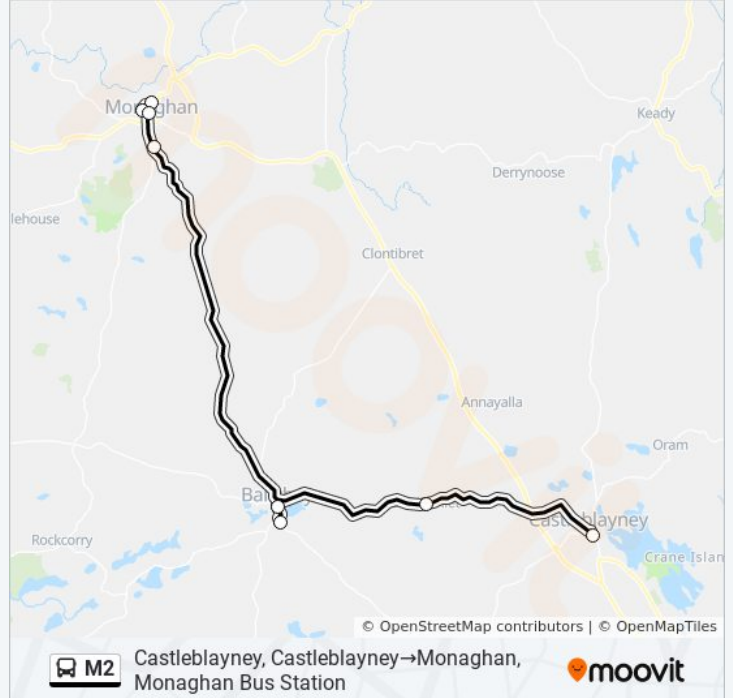 Monaghan
Keady
Derrynoose
lehouse
Clontibret
Annayalla
Oram
Castleblayney
Rockcorry
Crane Islan
© OpenStreetMap contributors | © OpenMapTiles
M2
Castleblayney, Castleblayney→Monaghan,
Monaghan Bus Station
moovit